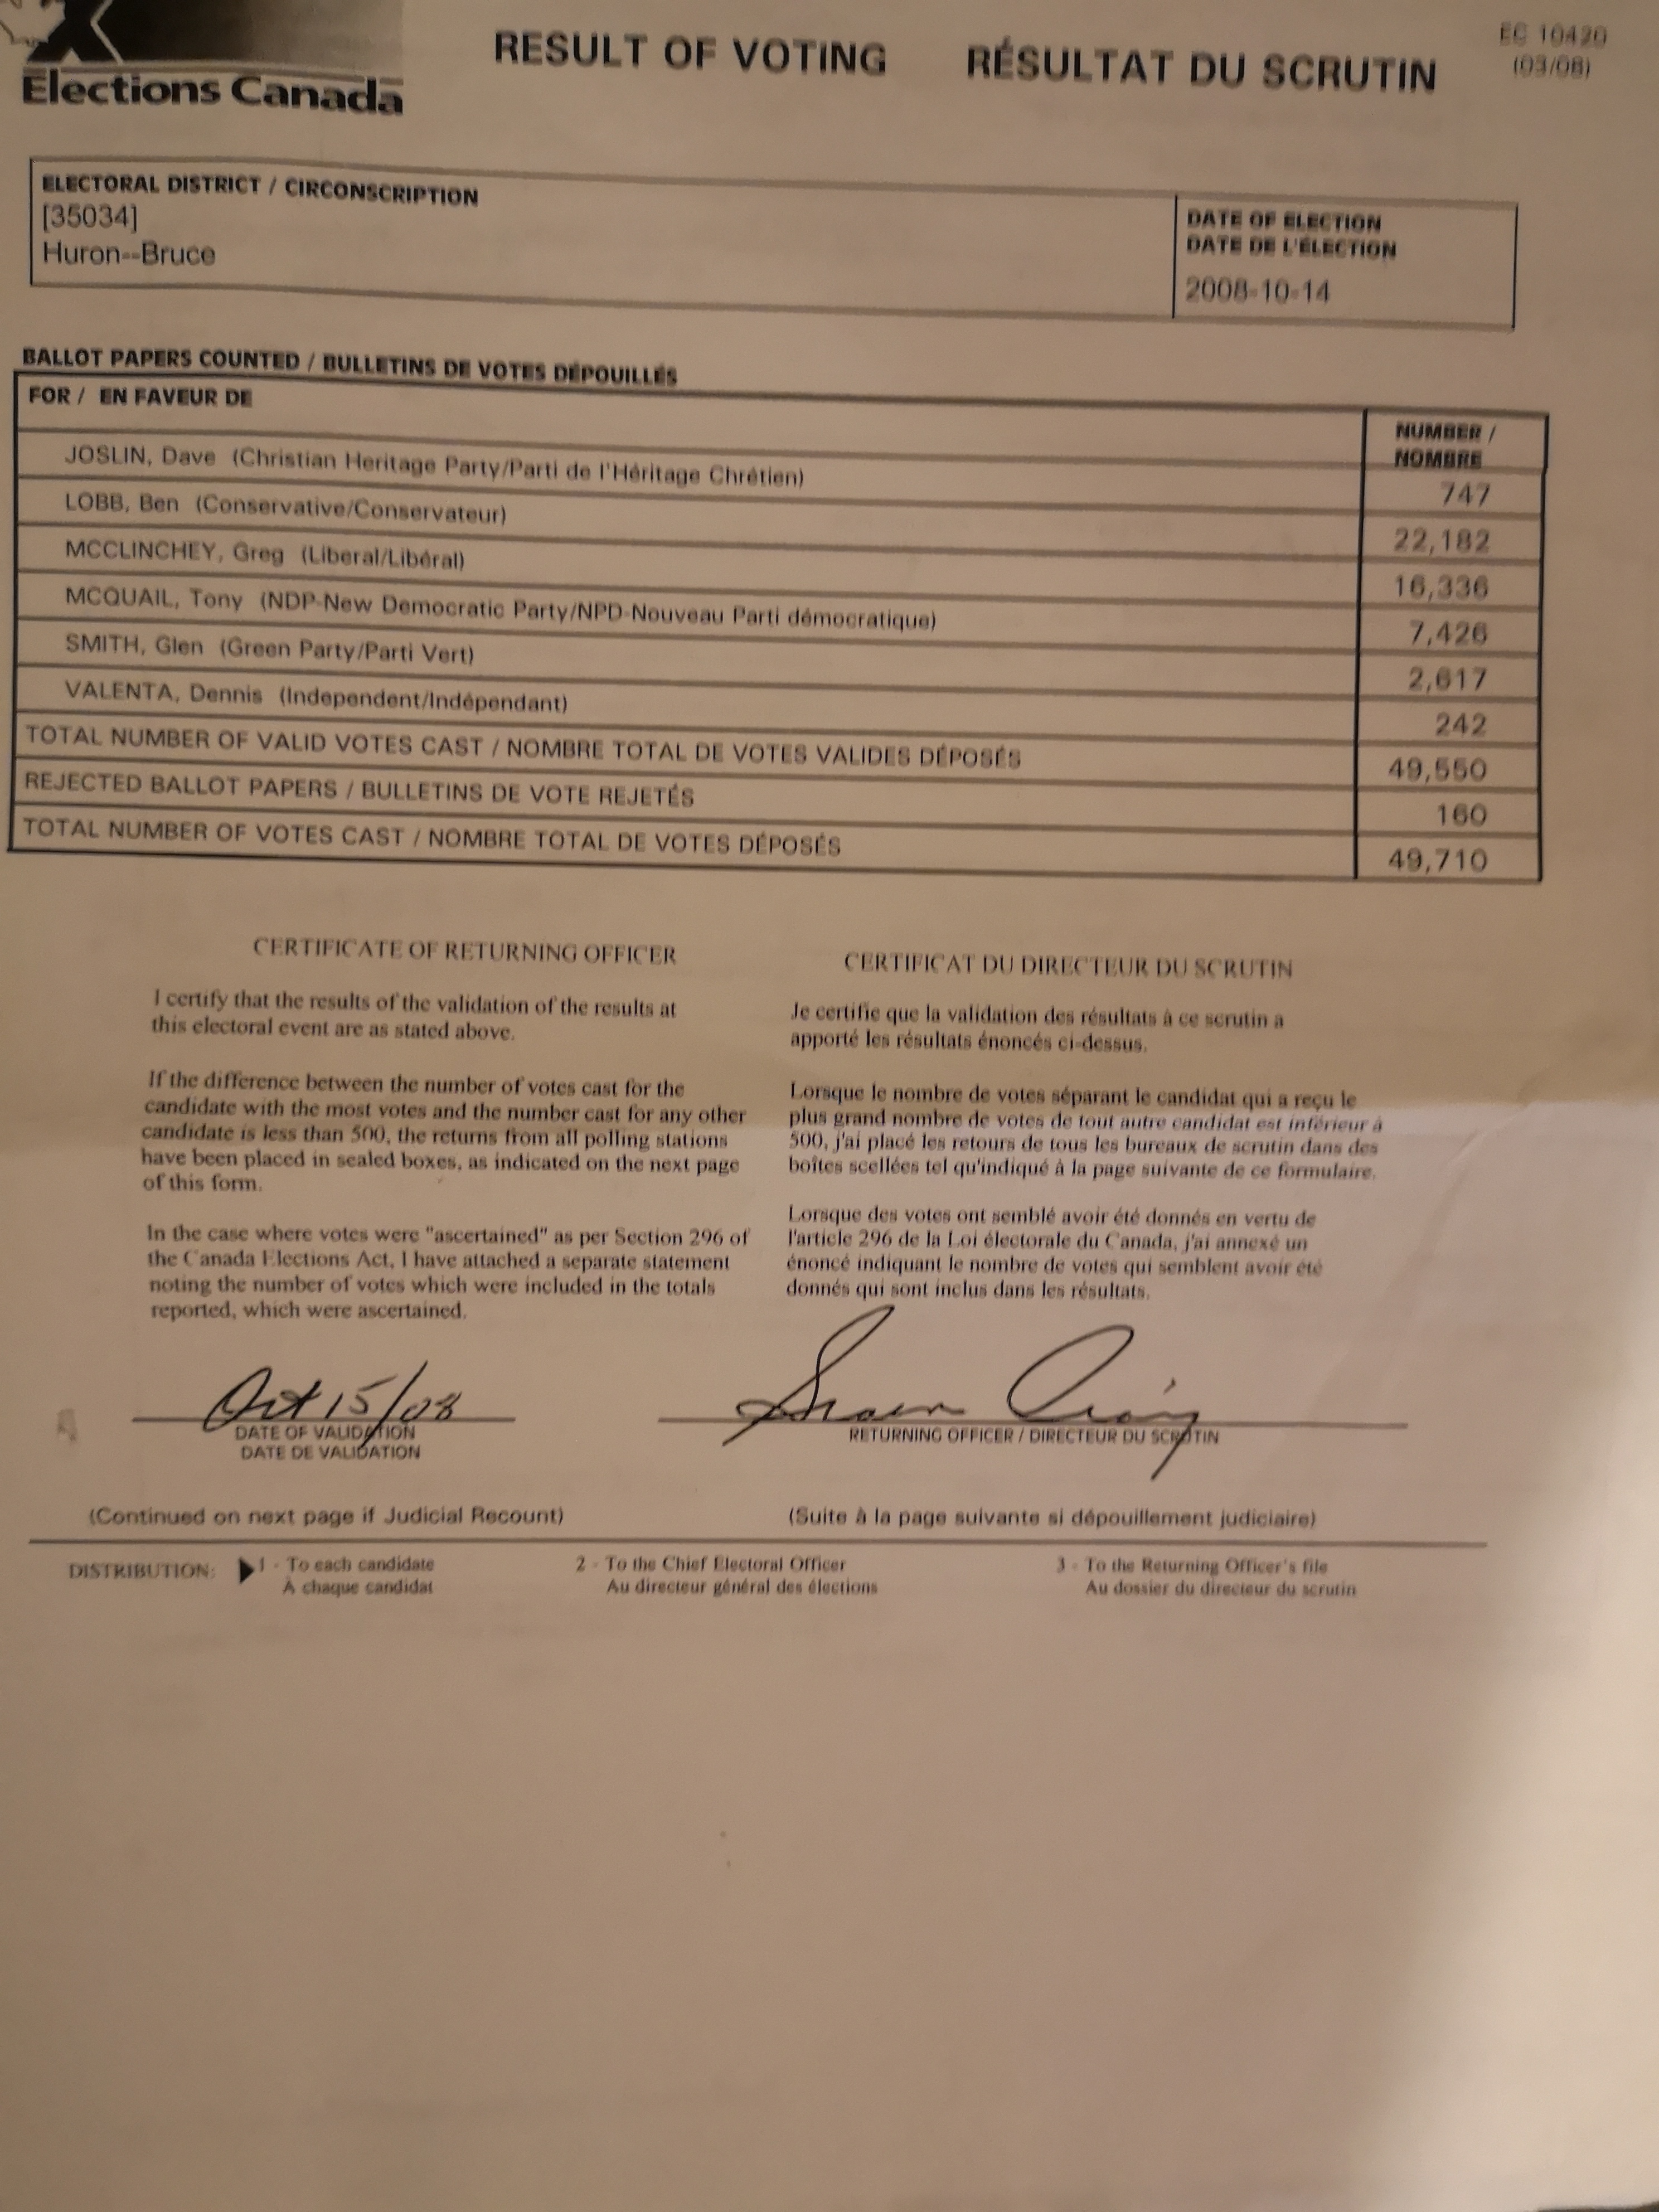 Elections Canada
RESULT OF VOTING RÉSULTAT DU SCRUTIN
EC 10420
(03/08)
ELECTORAL DISTRICT / CIRCONSCRIPTION
[35034]
Huron--Bruce
DATE OF ELECTION
DATE DE L'ÉLECTION
2008-10-14
BALLOT PAPERS COUNTED / BULLETINS DE VOTES DÉPOUILLÉS
FOR / EN FAVEUR DE
NUMBER /
NOMBRE
JOSLIN, Dave (Christian Heritage Party/Parti de l'Héritage Chrétien) 747
LOBB, Ben (Conservative/Conservateur) 22,182
MCCLINCHEY, Greg (Liberal/Libéral) 16,336
MCQUAIL, Tony (NDP-New Democratic Party/NPD-Nouveau Parti démocratique) 7,426
SMITH, Glen (Green Party/Parti Vert) 2,617
VALENTA, Dennis (Independent/Indépendant) 242
TOTAL NUMBER OF VALID VOTES CAST / NOMBRE TOTAL DE VOTES VALIDES DÉPOSÉS 49,550
REJECTED BALLOT PAPERS / BULLETINS DE VOTE REJETÉS 160
TOTAL NUMBER OF VOTES CAST / NOMBRE TOTAL DE VOTES DÉPOSÉS 49,710
CERTIFICATE OF RETURNING OFFICER
I certify that the results of the validation of the results at
this electoral event are as stated above.
If the difference between the number of votes cast for the
candidate with the most votes and the number cast for any other
candidate is less than 500, the returns from all polling stations
have been placed in sealed boxes, as indicated on the next page
of this form.
In the case where votes were "ascertained" as per Section 296 of
the Canada Elections Act, I have attached a separate statement
noting the number of votes which were included in the totals
reported, which were ascertained.
CERTIFICAT DU DIRECTEUR DU SCRUTIN
Je certifie que la validation des résultats à ce scrutin a
apporté les résultats énoncés ci-dessus.
Lorsque le nombre de votes séparant le candidat qui a reçu le
plus grand nombre de votes de tout autre candidat est inférieur à
500, j'ai placé les retours de tous les bureaux de scrutin dans des
boîtes scellées tel qu'indiqué à la page suivante de ce formulaire.
Lorsque des votes ont semblé avoir été donnés en vertu de
l'article 296 de la Loi électorale du Canada, j'ai annexé un
énoncé indiquant le nombre de votes qui semblent avoir été
donnés qui sont inclus dans les résultats.
Oct 15/08
DATE OF VALIDATION
DATE DE VALIDATION
RETURNING OFFICER / DIRECTEUR DU SCRUTIN
(Continued on next page if Judicial Recount)
(Suite à la page suivante si dépouillement judiciaire)
DISTRIBUTION: 1 - To each candidate
À chaque candidat
2 - To the Chief Electoral Officer
Au directeur général des élections
3 - To the Returning Officer's file
Au dossier du directeur du scrutin